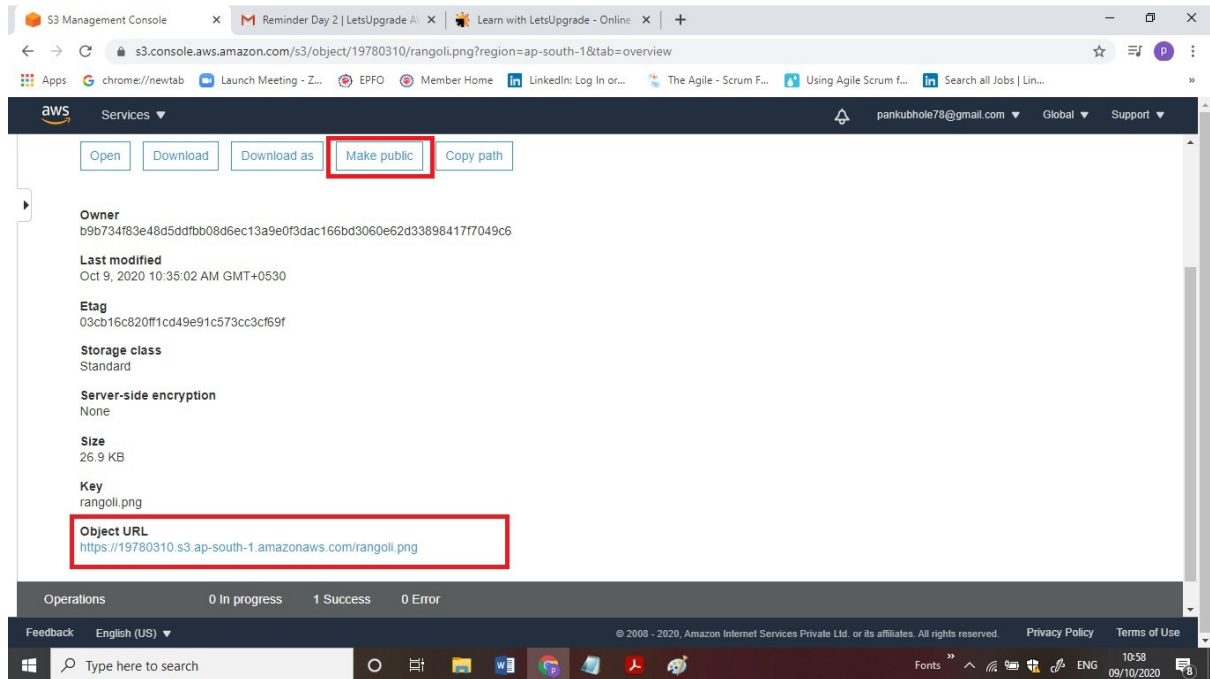 S3 Management Console
Reminder Day 2 | LetsUpgrade A
Learn with LetsUpgrade - Online
s3.console.aws.amazon.com/s3/object/19780310/rangoli.png?region=ap-south-1&tab=overview
P
Apps
chrome://newtab
Launch Meeting - Z...
EPFO
Member Home
LinkedIn: Log In or...
The Agile - Scrum F...
Using Agile Scrum f...
Search all Jobs | Lin...
aws
Services
pankubhole78@gmail.com
Global
Support
Open
Download
Download as
Make public
Copy path
Owner
b9b734f83e48d5ddfbb08d6ec13a9e0f3dac166bd3060e62d33898417f7049c6
Last modified
Oct 9, 2020 10:35:02 AM GMT+0530
Etag
03cb16c820ff1cd49e91c573cc3cf69f
Storage class
Standard
Server-side encryption
None
Size
26.9 KB
Key
rangoli.png
Object URL
https://19780310.s3.ap-south-1.amazonaws.com/rangoli.png
Operations
0 In progress
1 Success
0 Error
Feedback
English (US)
© 2008 - 2020, Amazon Internet Services Private Ltd. or its affiliates. All rights reserved.
Privacy Policy
Terms of Use
Type here to search
Fonts
ENG
10:58
09/10/2020
8